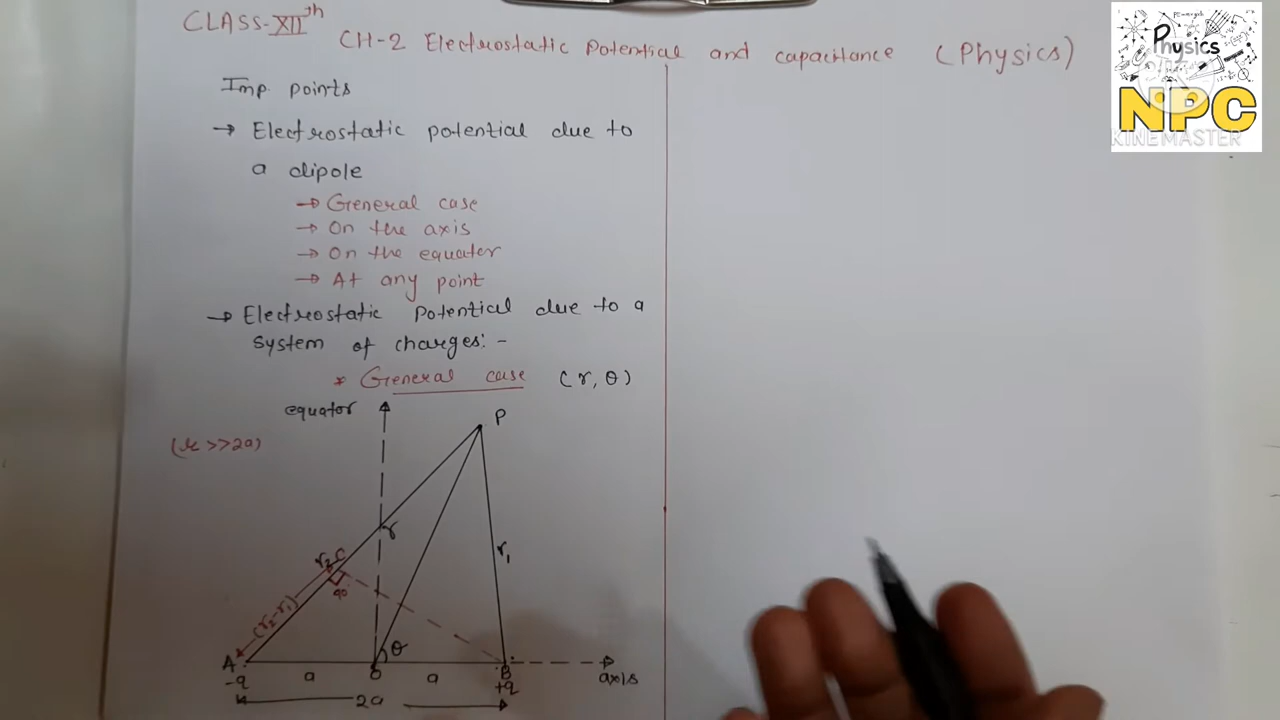 CLASS-XIIth
CH-2 Electrostatic Potential and capacitance (Physics)
Physics
NPC
KINEMASTER
Imp points
→ Electrostatic potential due to
a dipole
→ General case
→ On the axis
→ On the equator
→ At any point
→ Electrostatic Potential due to a
system of charges:-
* General case (r, θ)
equator
P
(r >> 2a)
r
r₂ C
r₁
90°
(r₂-r₁)
θ
A O B axis
-q a a +q
2a